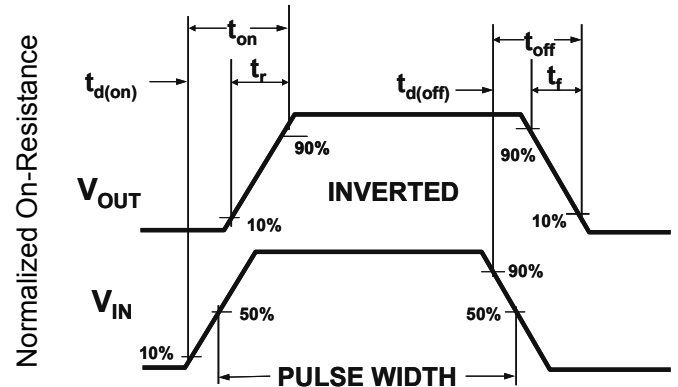 Normalized On-Resistance
t_on
t_off
t_d(on)
t_r
t_d(off)
t_f
90%
90%
V_OUT
INVERTED
10%
10%
90%
V_IN
50%
50%
10%
PULSE WIDTH